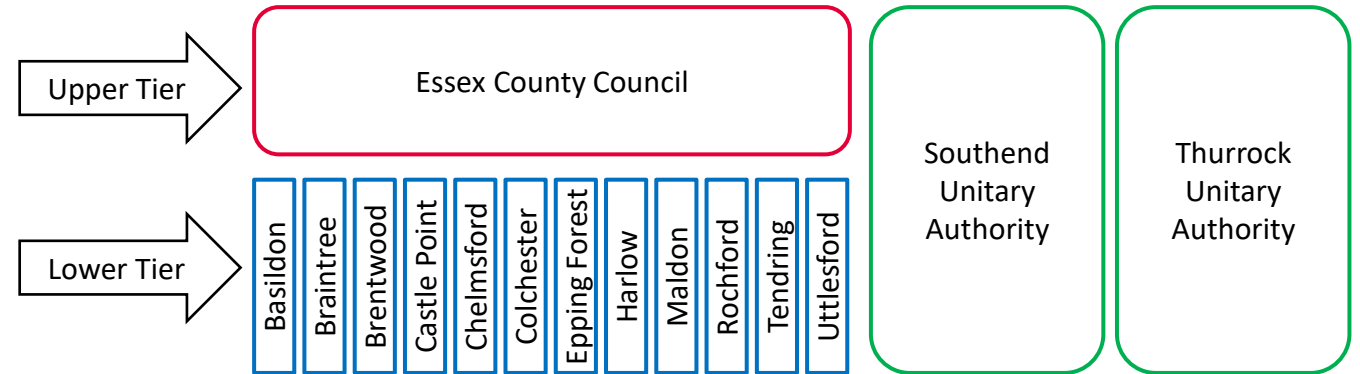 Upper Tier
Essex County Council
Lower Tier
Basildon
Braintree
Brentwood
Castle Point
Chelmsford
Colchester
Epping Forest
Harlow
Maldon
Rochford
Tendring
Uttlesford
Southend
Unitary
Authority
Thurrock
Unitary
Authority